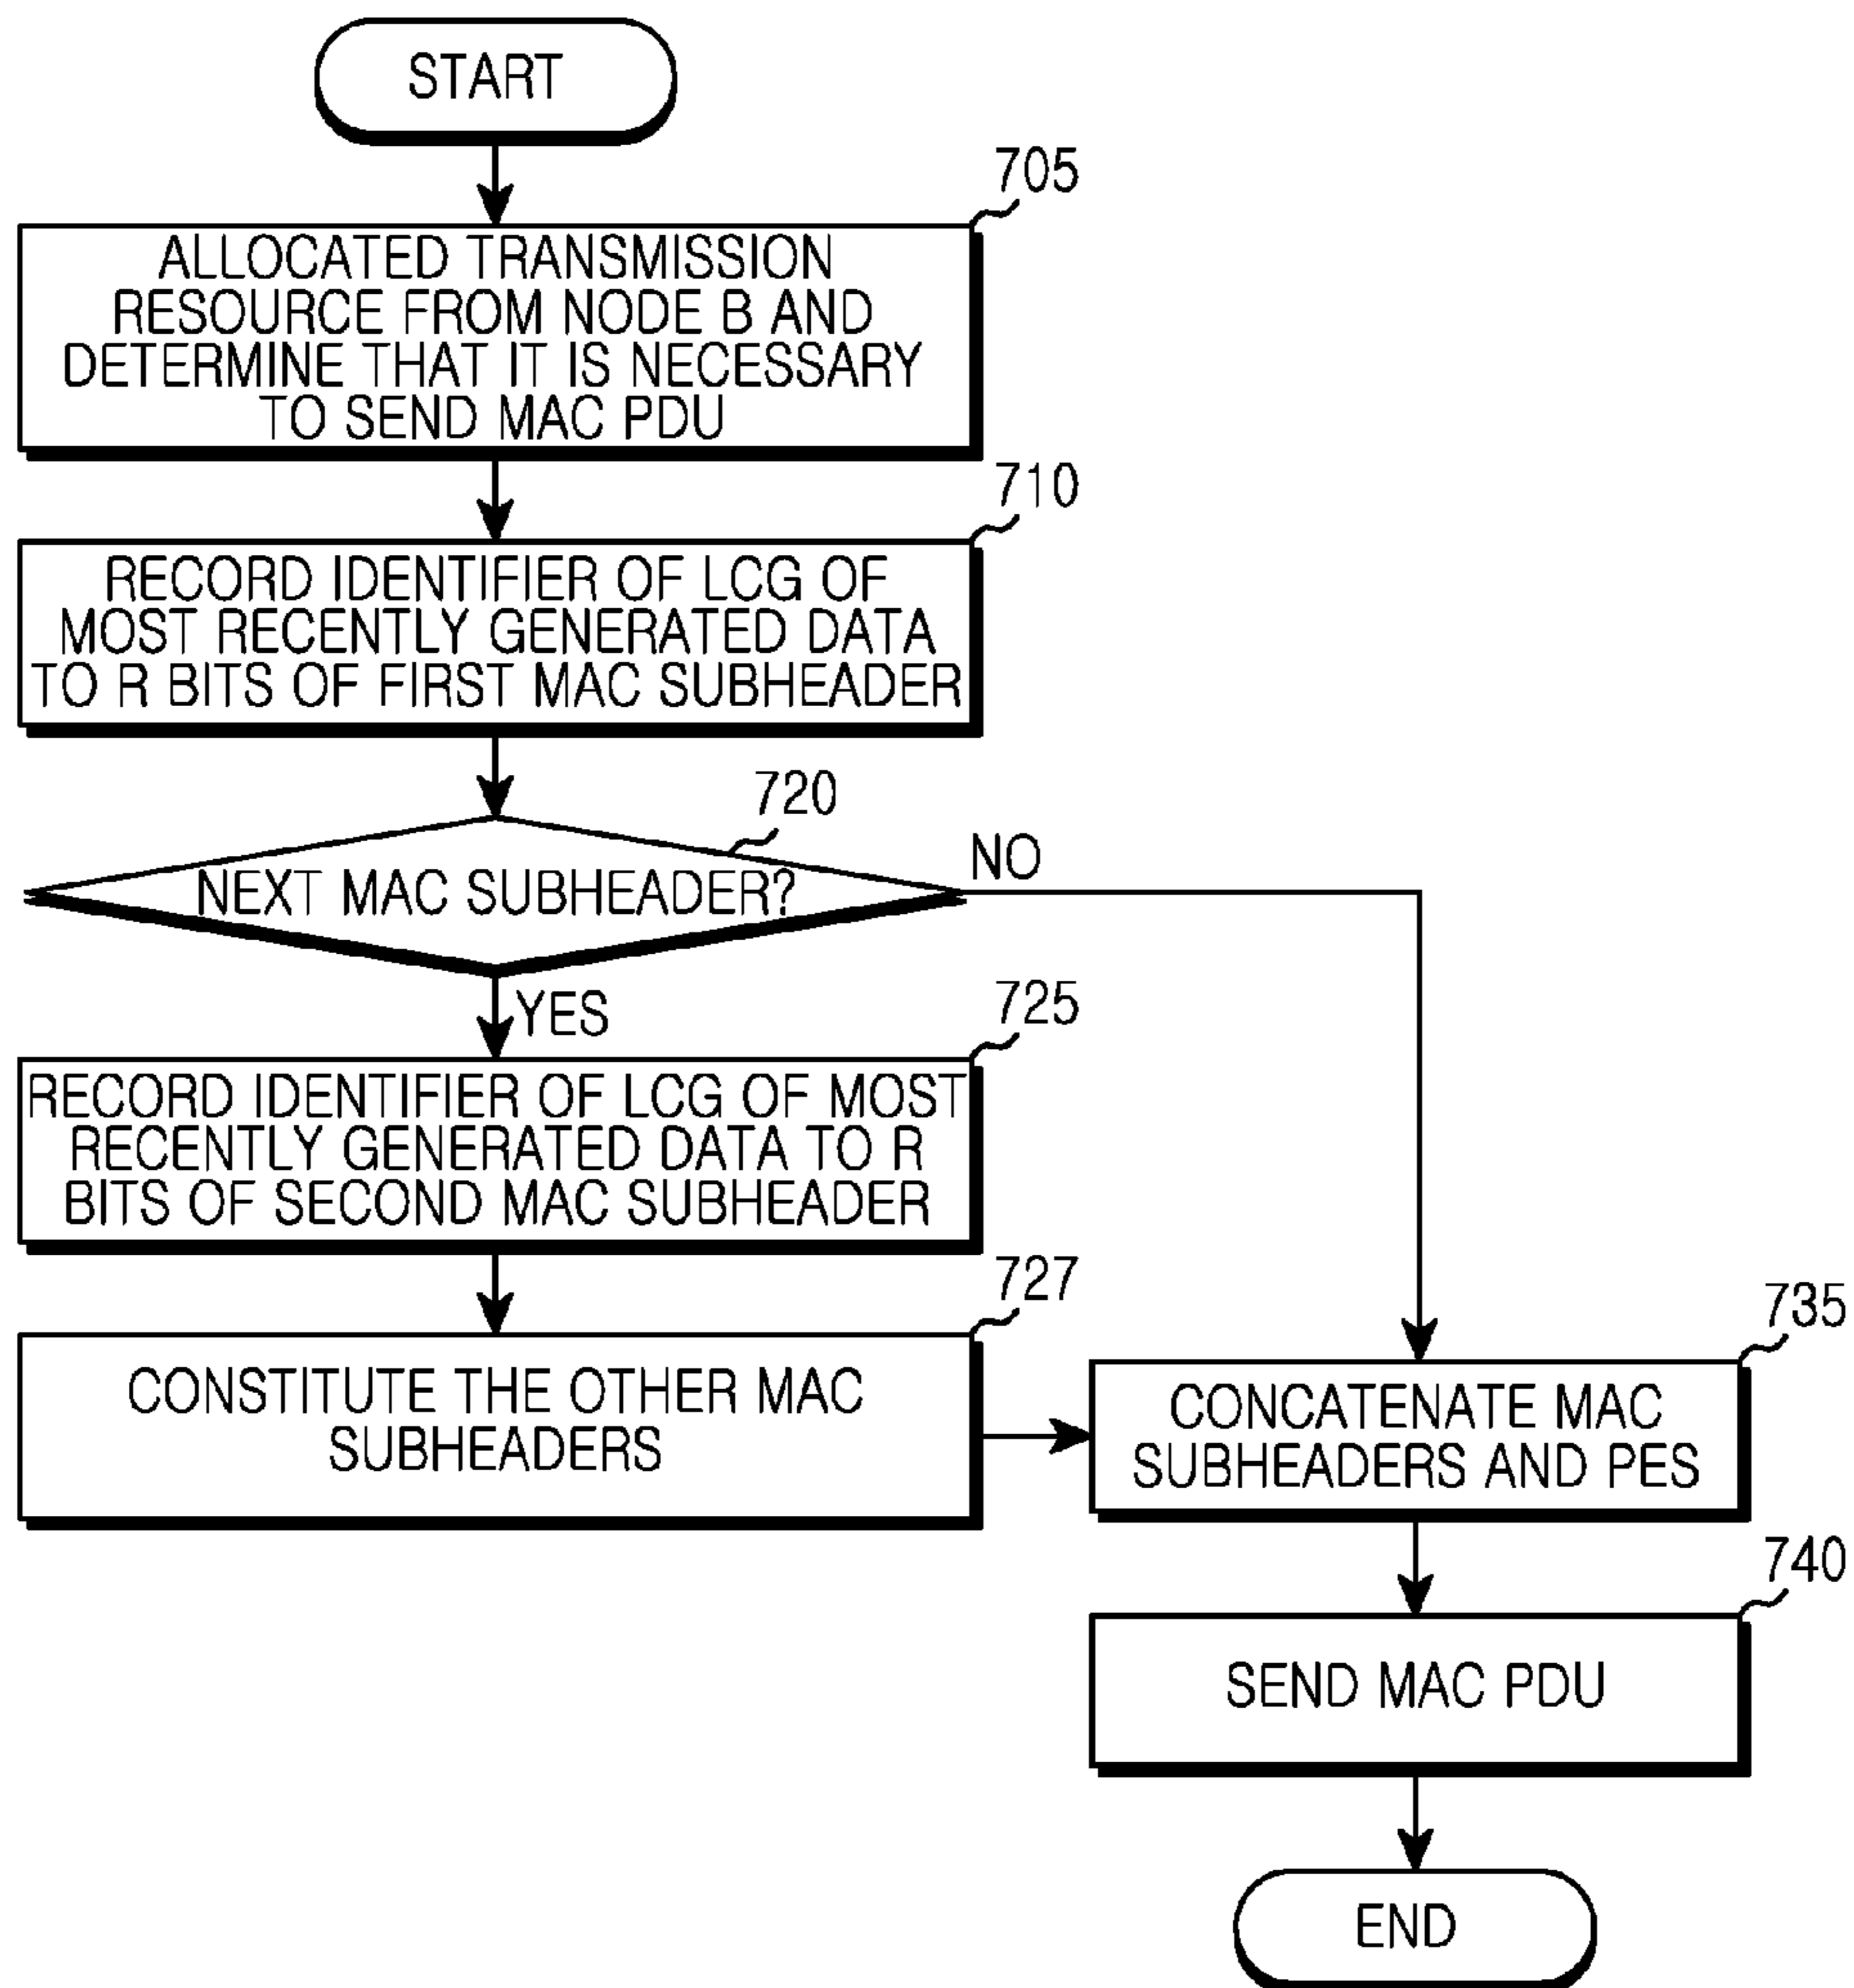 START
705
ALLOCATED TRANSMISSION
RESOURCE FROM NODE B AND
DETERMINE THAT IT IS NECESSARY
TO SEND MAC PDU
710
RECORD IDENTIFIER OF LCG OF
MOST RECENTLY GENERATED DATA
TO R BITS OF FIRST MAC SUBHEADER
720
NEXT MAC SUBHEADER?
NO
YES
725
RECORD IDENTIFIER OF LCG OF MOST
RECENTLY GENERATED DATA TO R
BITS OF SECOND MAC SUBHEADER
727
CONSTITUTE THE OTHER MAC
SUBHEADERS
735
CONCATENATE MAC
SUBHEADERS AND PES
740
SEND MAC PDU
END